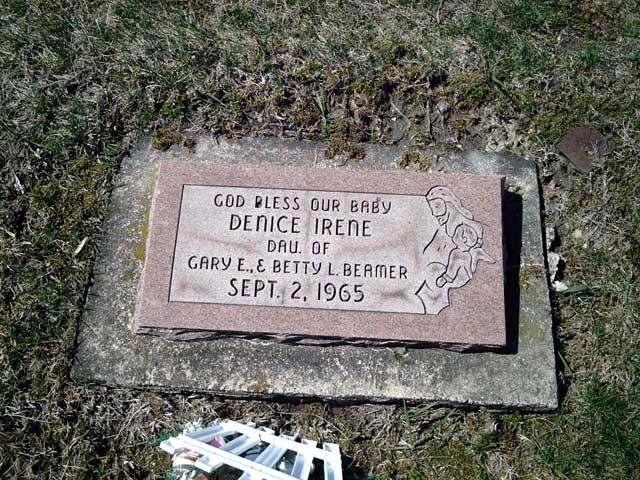 GOD BLESS OUR BABY
DENICE IRENE
DAU. OF
GARY E., & BETTY L. BEAMER
SEPT. 2, 1965